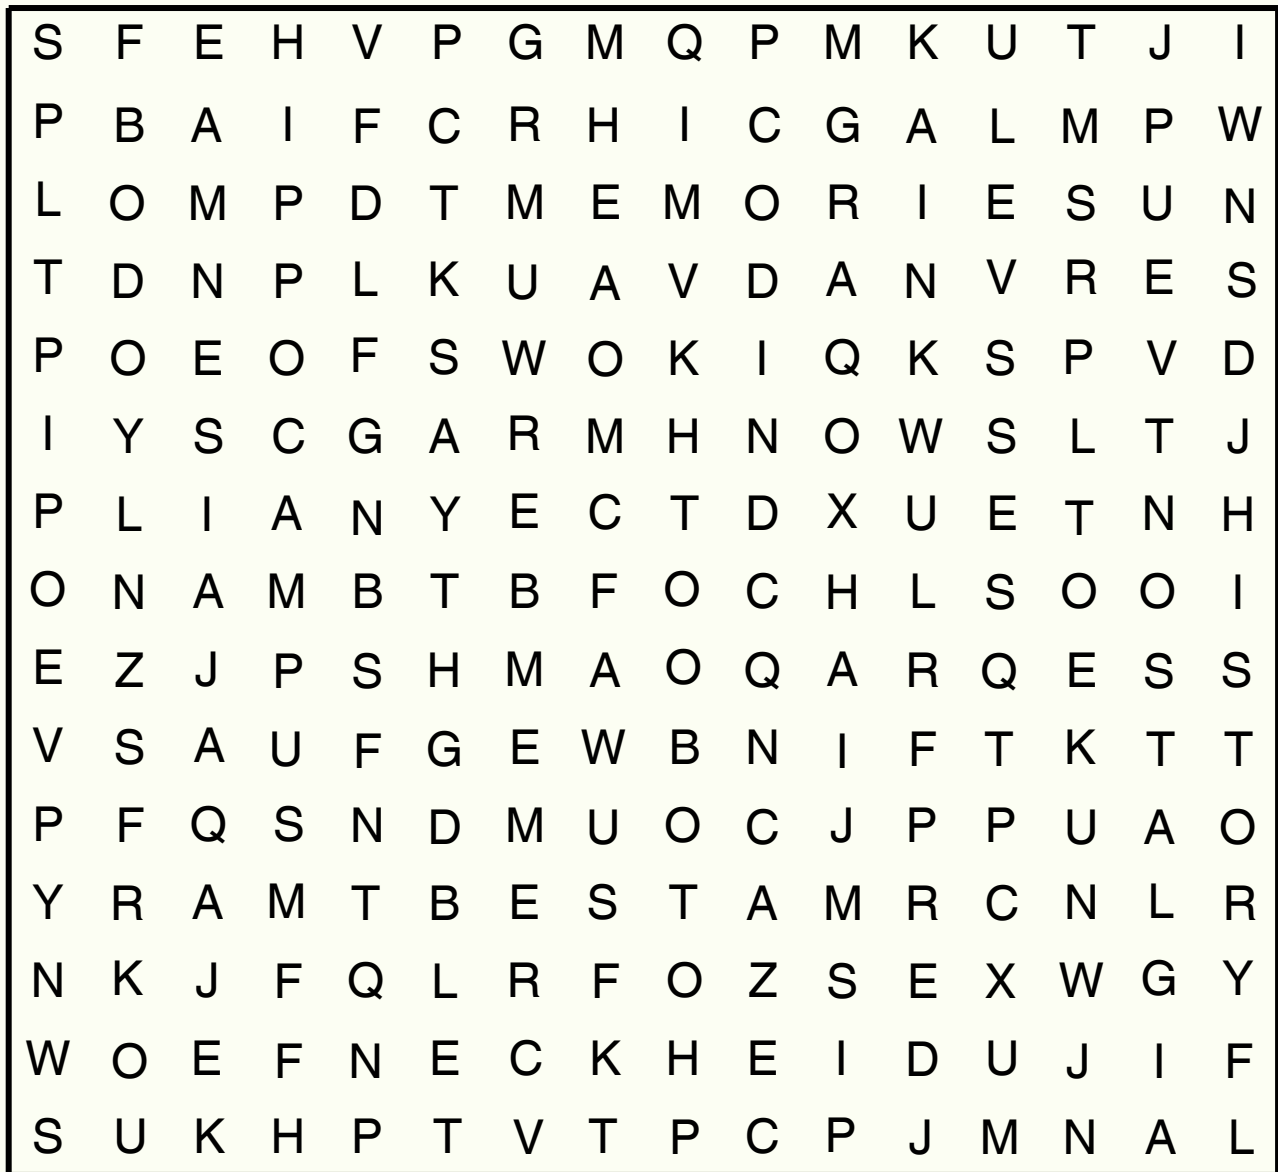 S F E H V P G M Q P M K U T J I
P B A I F C R H I C G A L M P W
L O M P D T M E M O R I E S U N
T D N P L K U A V D A N V R E S
P O E O F S W O K I Q K S P V D
I Y S C G A R M H N O W S L T J
P L I A N Y E C T D X U E T N H
O N A M B T B F O C H L S O O I
E Z J P S H M A O Q A R Q E S S
V S A U F G E W B N I F T K T T
P F Q S N D M U O C J P P U A O
Y R A M T B E S T A M R C N L R
N K J F Q L R F O Z S E X W G Y
W O E F N E C K H E I D U J I F
S U K H P T V T P C P J M N A L